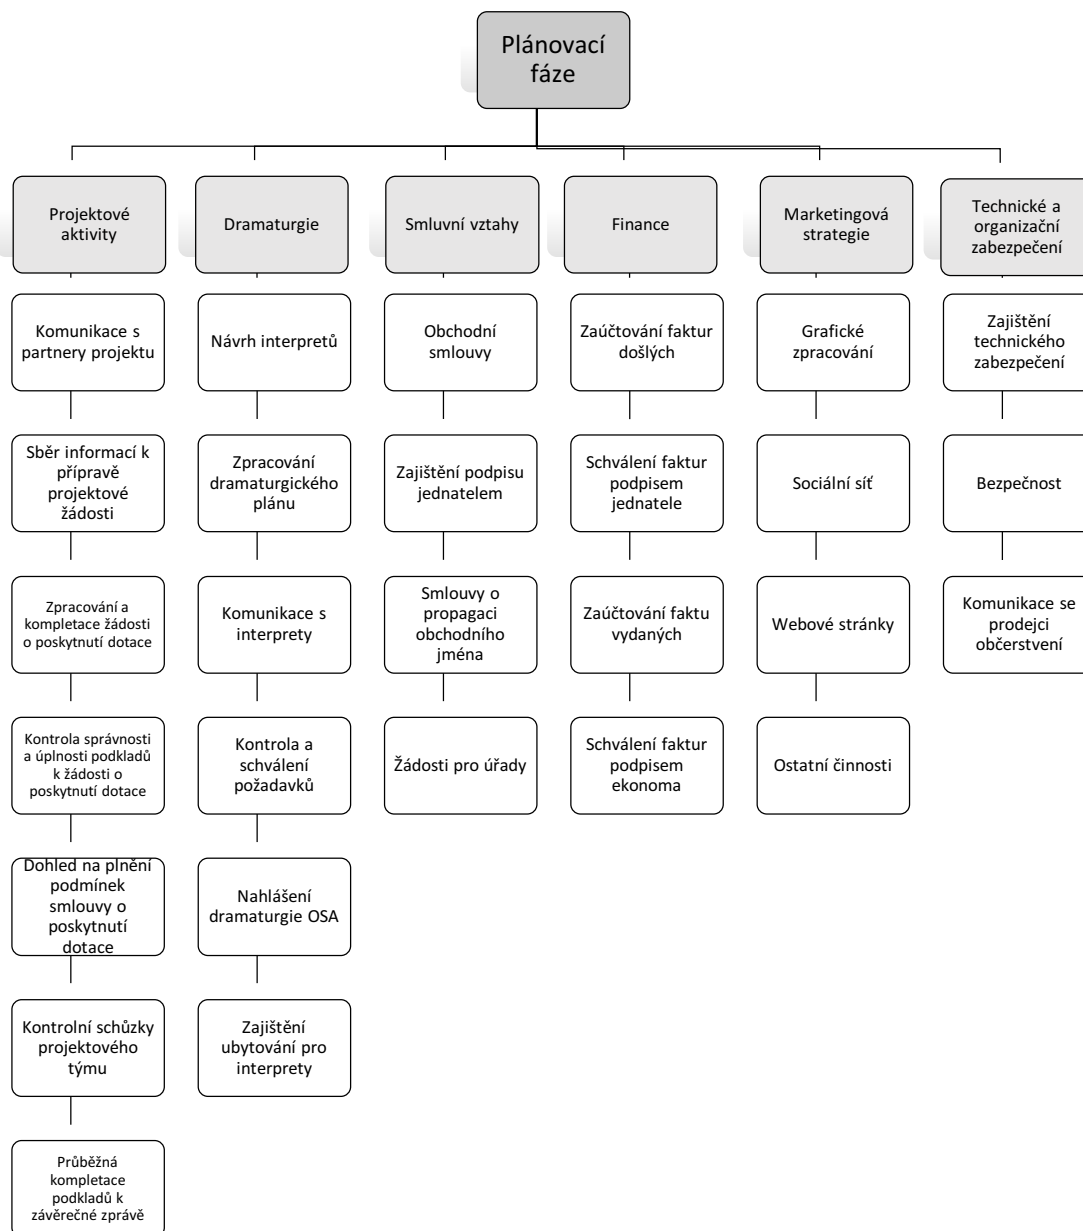 Plánovací
fáze
Projektové
aktivity
Komunikace s
partnery projektu
Sběr informací k
přípravě
projektové
žádosti
Zpracování a
kompletace žádosti
o poskytnutí dotace
Kontrola správnosti
a úplnosti podkladů
k žádosti o
poskytnutí dotace
Dohled na plnění
podmínek
smlouvy o
poskytnutí
dotace
Kontrolní schůzky
projektového
týmu
Průběžná
kompletace
podkladů k
závěrečné zprávě
Dramaturgie
Návrh interpretů
Zpracování
dramaturgického
plánu
Komunikace s
interprety
Kontrola a
schválení
požadavků
Nahlášení
dramaturgie OSA
Zajištění
ubytování pro
interprety
Smluvní vztahy
Obchodní
smlouvy
Zajištění podpisu
jednatelem
Smlouvy o
propagaci
obchodního
jména
Žádosti pro úřady
Finance
Zaúčtování faktur
došlých
Schválení faktur
podpisem
jednatele
Zaúčtování faktu
vydaných
Schválení faktur
podpisem
ekonoma
Marketingová
strategie
Grafické
zpracování
Sociální síť
Webové stránky
Ostatní činnosti
Technické a
organizační
zabezpečení
Zajištění
technického
zabezpečení
Bezpečnost
Komunikace se
prodejci
občerstvení